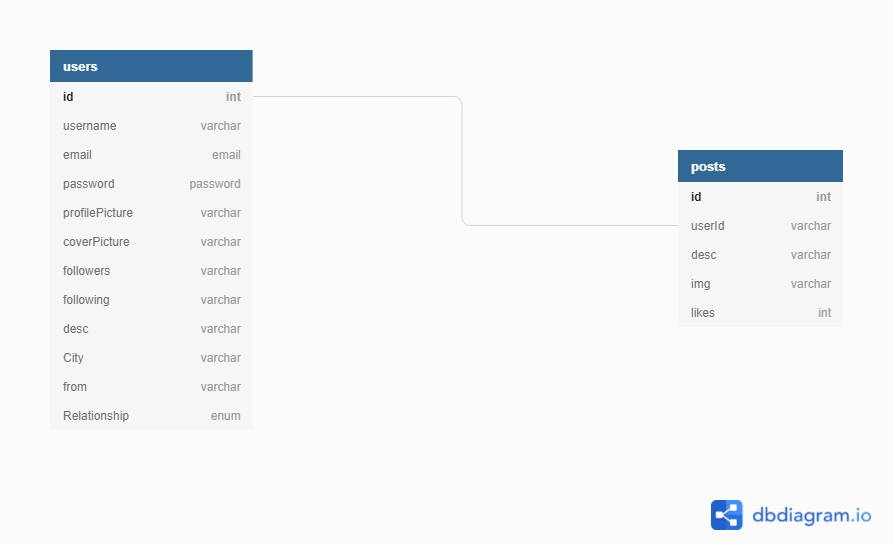 users
id int
username varchar
email email
password password
profilePicture varchar
coverPicture varchar
followers varchar
following varchar
desc varchar
City varchar
from varchar
Relationship enum
posts
id int
userId varchar
desc varchar
img varchar
likes int
dbdiagram.io